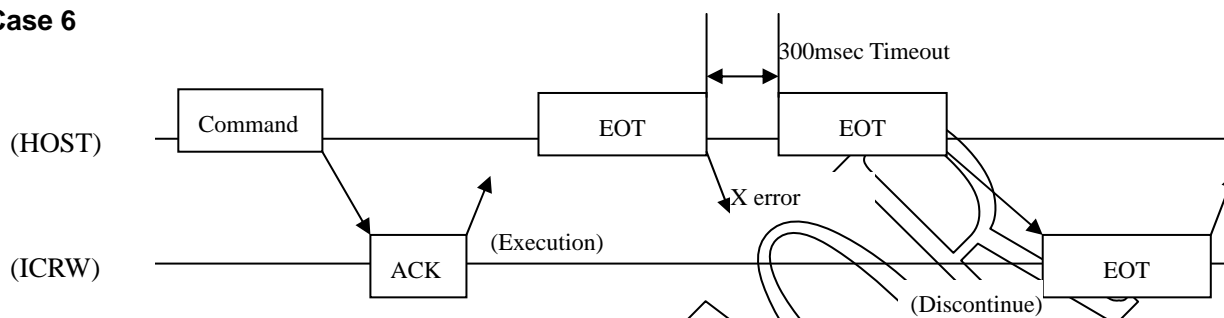 Case 6
300msec Timeout
Command
EOT
EOT
(HOST)
X error
(Execution)
(ICRW)
ACK
EOT
(Discontinue)